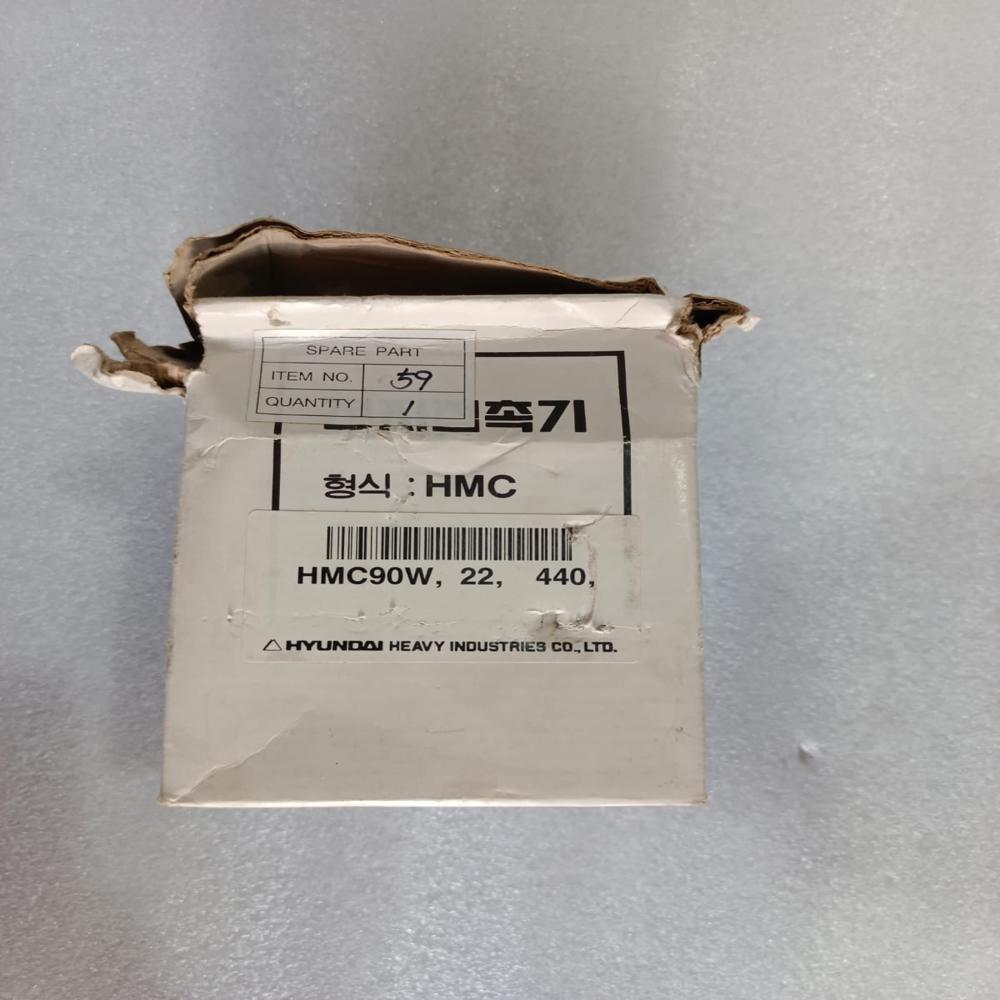 SPARE PART
ITEM NO. 59
QUANTITY 1
촉기
형식 : HMC
HMC90W, 22, 440,
HYUNDAI HEAVY INDUSTRIES CO., LTD.